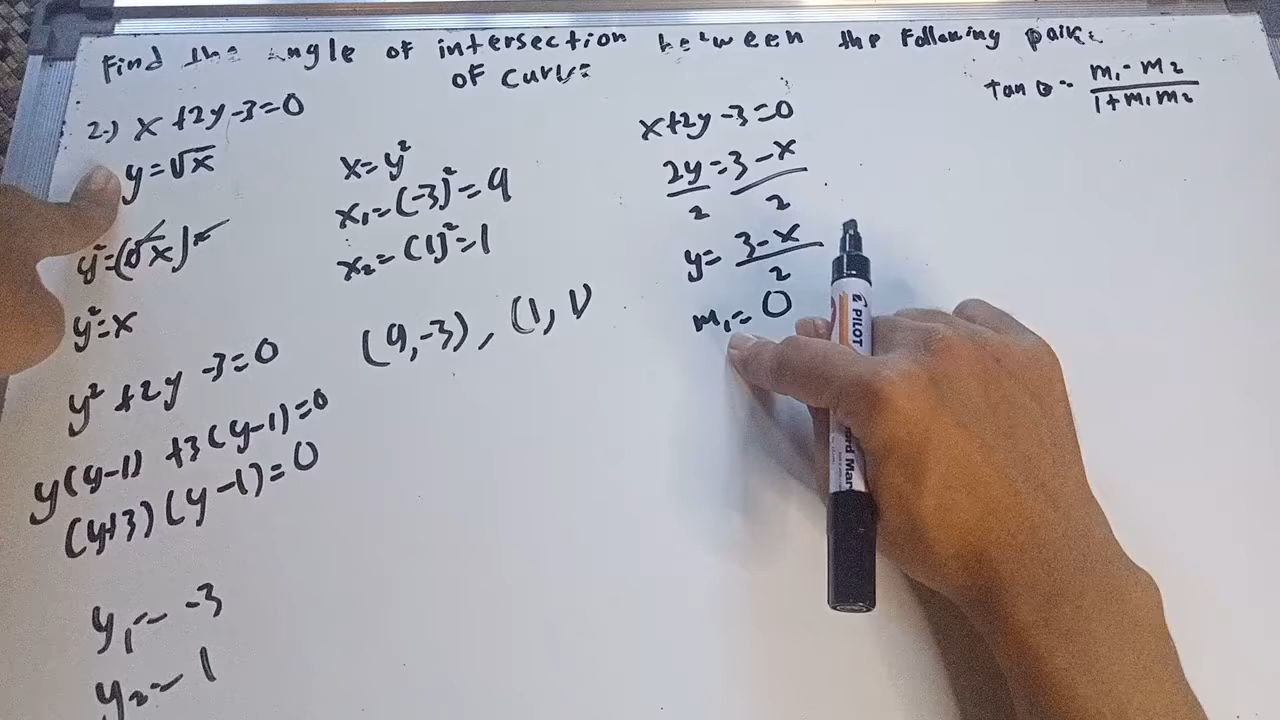 Find the angle of intersection between the following pairs
of curves
tan θ = m₁ - m₂ / 1 + m₁ m₂
2.) x + 2y - 3 = 0
y = √x
y² = (√x)²
y² = x
y² + 2y - 3 = 0
y(y-1) + 3(y-1) = 0
(y+3)(y-1) = 0
y₁ = -3
y₂ = 1
x = y²
x₁ = (-3)² = 9
x₂ = (1)² = 1
(9, -3), (1, 1)
x + 2y - 3 = 0
2y / 2 = 3 - x / 2
y = 3 - x / 2
m₁ = 0
PILOT